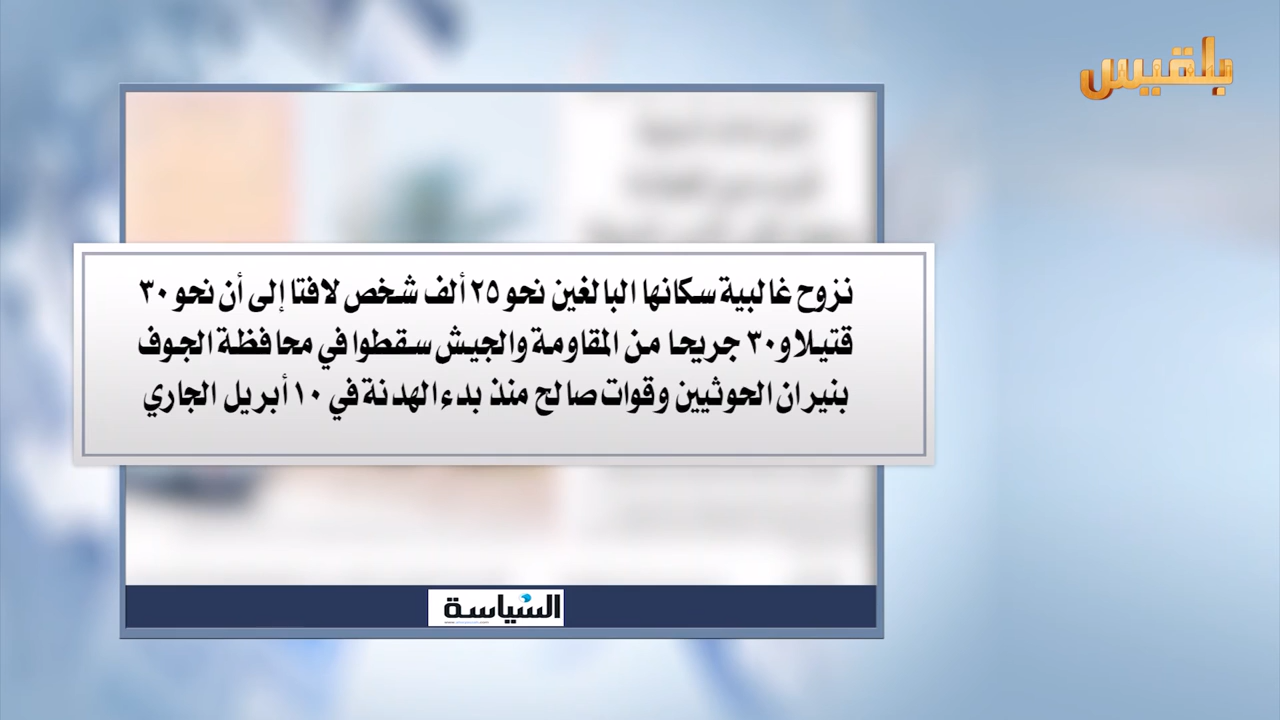 بلقيس
نزوح غالبية سكانها البالغين نحو ٢٥ ألف شخص لافتا إلى أن نحو ٣٠
قتيلا و٣٠ جريحا من المقاومة والجيش سقطوا في محافظة الجوف
بنيران الحوثيين وقوات صالح منذ بدء الهدنة في ١٠ أبريل الجاري
السياسة